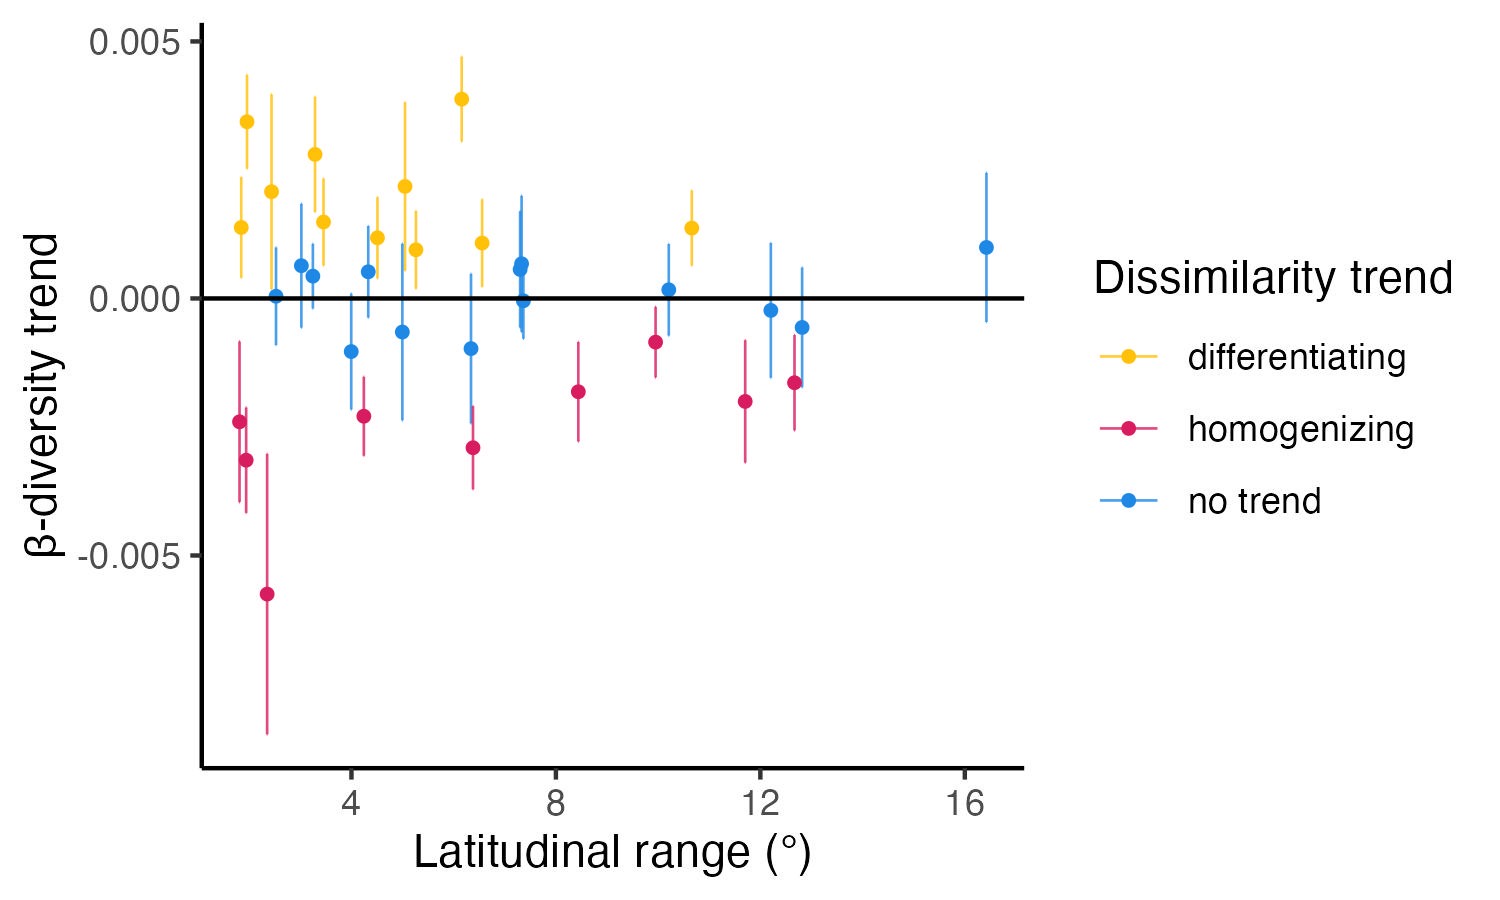 0.005
0.000
-0.005
β-diversity trend
4 8 12 16
Latitudinal range (°)
Dissimilarity trend
differentiating
homogenizing
no trend